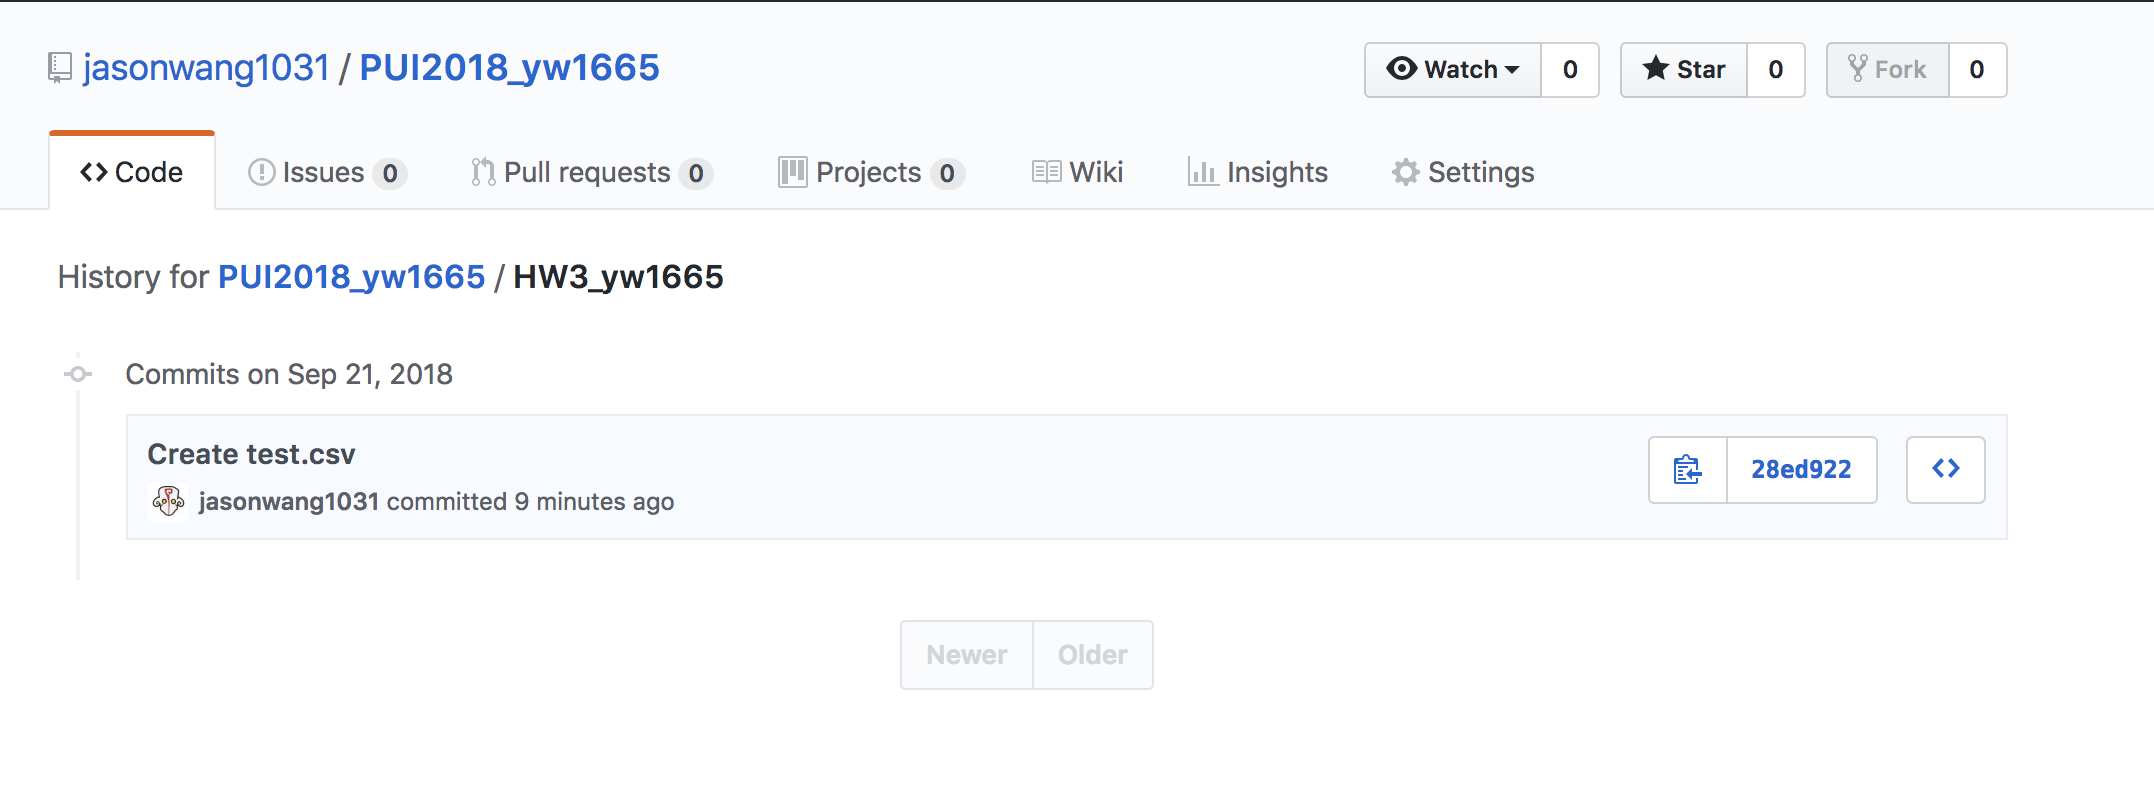 jasonwang1031 / PUI2018_yw1665
Watch 0 Star 0 Fork 0
Code Issues 0 Pull requests 0 Projects 0 Wiki Insights Settings
History for PUI2018_yw1665 / HW3_yw1665
Commits on Sep 21, 2018
Create test.csv
jasonwang1031 committed 9 minutes ago
28ed922
Newer Older